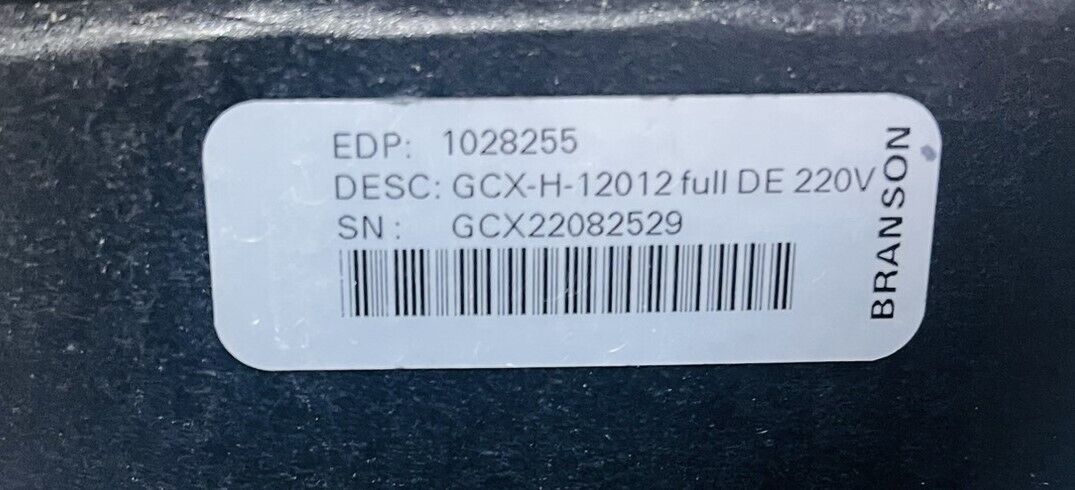 EDP: 1028255
DESC: GCX-H-12012 full DE 220V
SN : GCX22082529
BRANSON